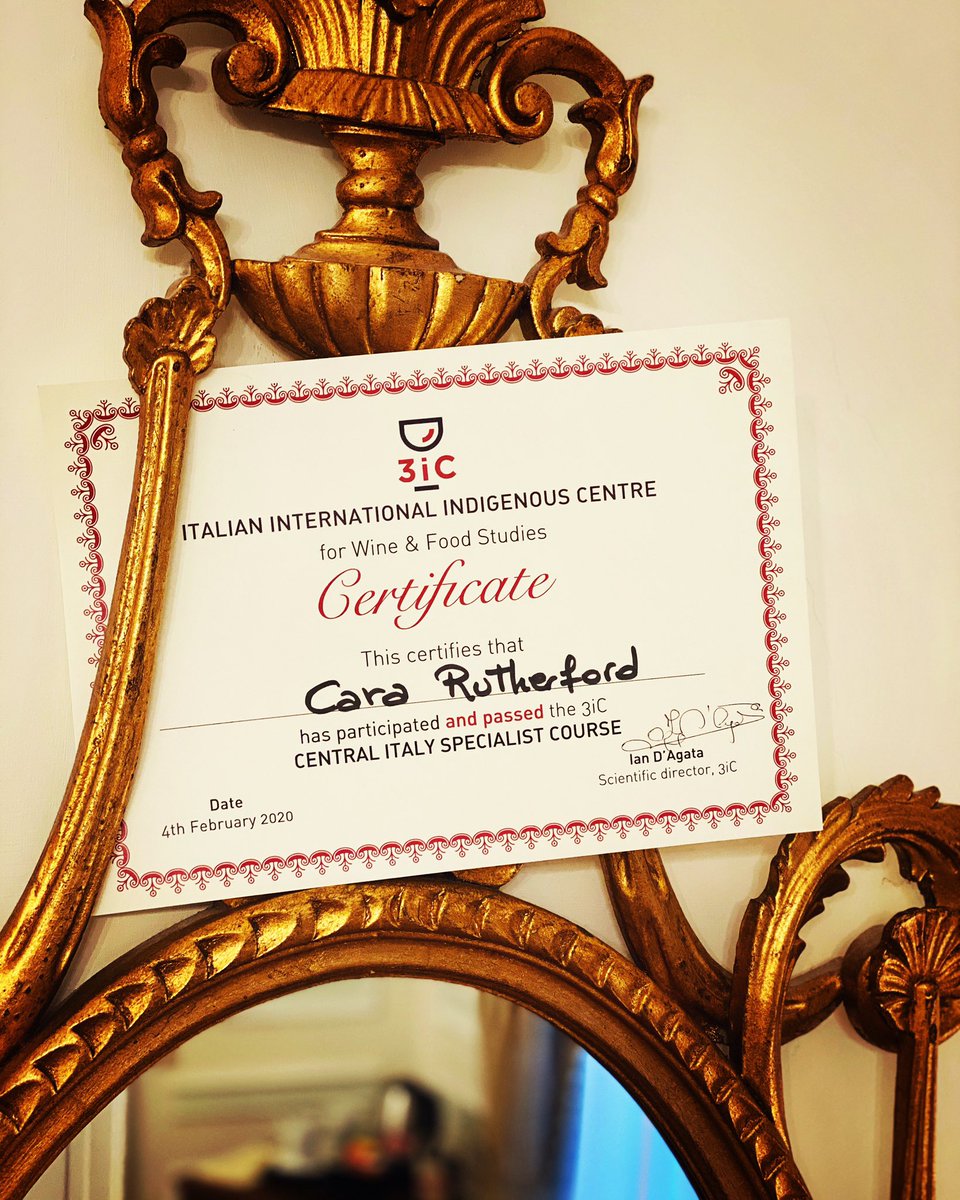 3iC
ITALIAN INTERNATIONAL INDIGENOUS CENTRE
for Wine & Food Studies
Certificate
This certifies that
Cara Rutherford
has participated and passed the 3iC
CENTRAL ITALY SPECIALIST COURSE
Ian D'Agata
Scientific director, 3iC
Date
4th February 2020